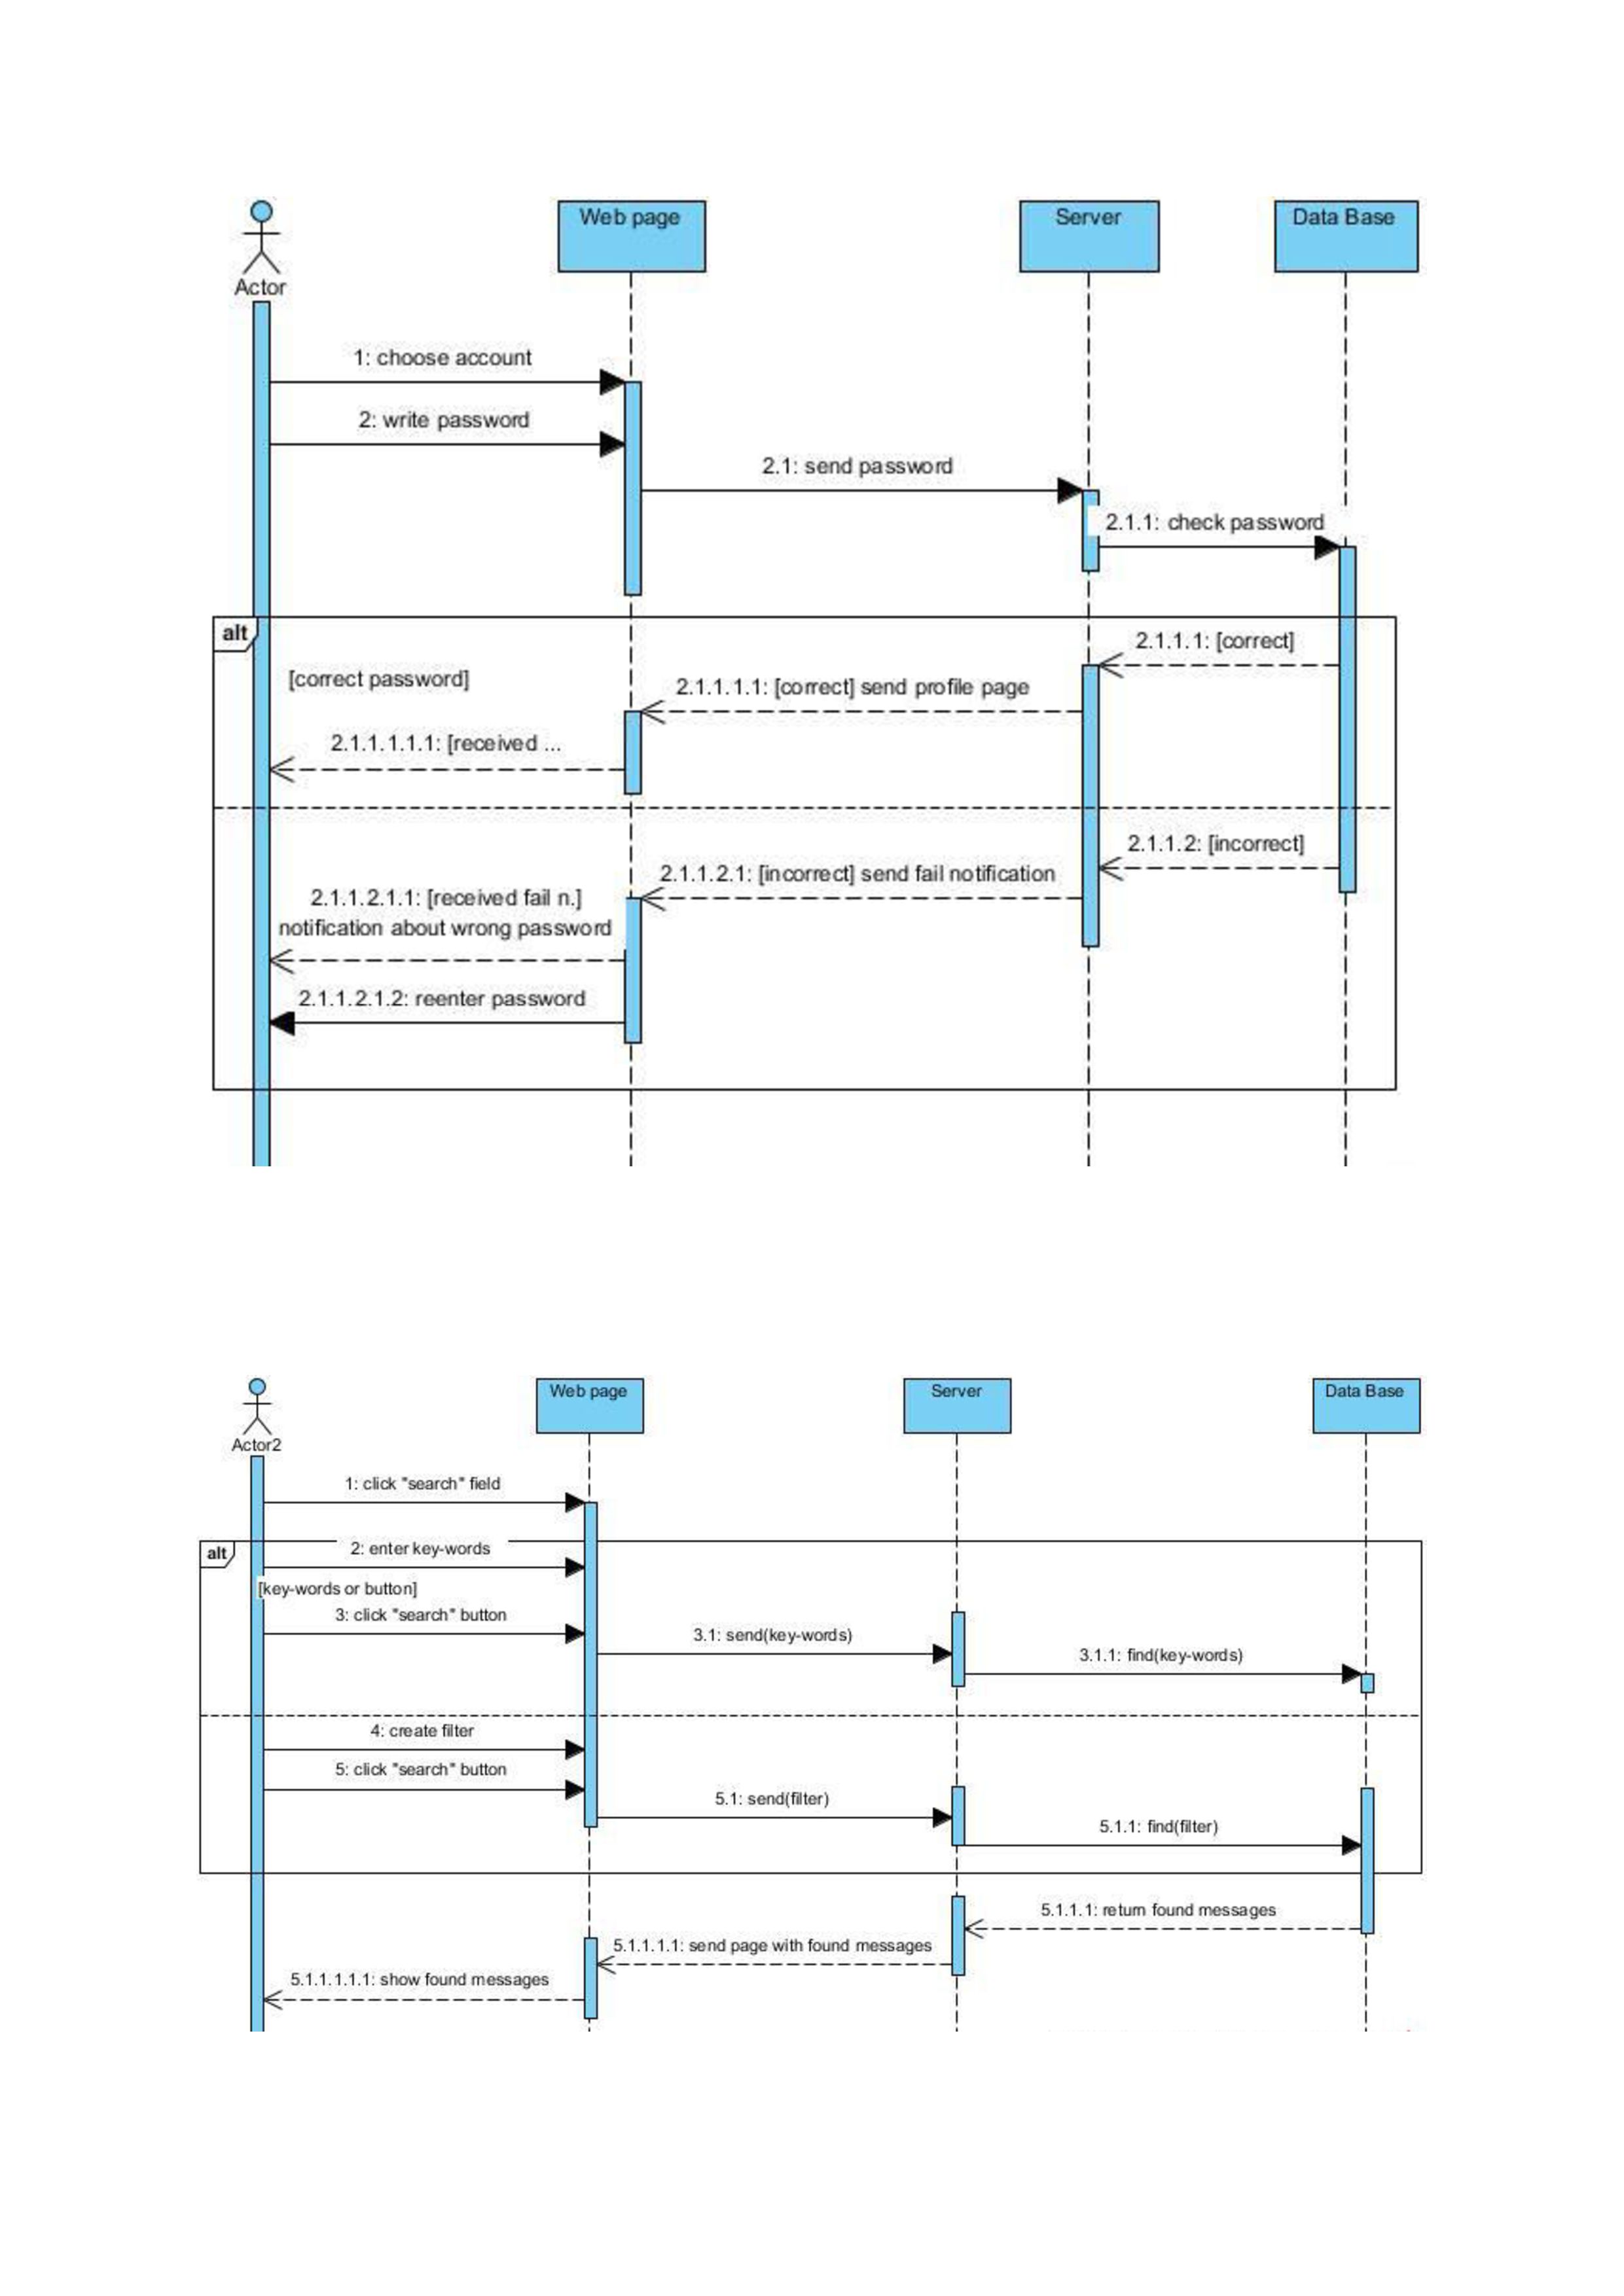 Web page
Server
Data Base
Actor
1: choose account
2: write password
2.1: send password
2.1.1: check password
alt
2.1.1.1: [correct]
[correct password]
2.1.1.1.1: [correct] send profile page
2.1.1.1.1.1: [received ...
2.1.1.2: [incorrect]
2.1.1.2.1: [incorrect] send fail notification
2.1.1.2.1.1: [received fail n.]
notification about wrong password
2.1.1.2.1.2: reenter password
Web page
Server
Data Base
Actor2
1: click "search" field
alt
2: enter key-words
[key-words or button]
3: click "search" button
3.1: send(key-words)
3.1.1: find(key-words)
4: create filter
5: click "search" button
5.1: send(filter)
5.1.1: find(filter)
5.1.1.1: return found messages
5.1.1.1.1: send page with found messages
5.1.1.1.1.1: show found messages